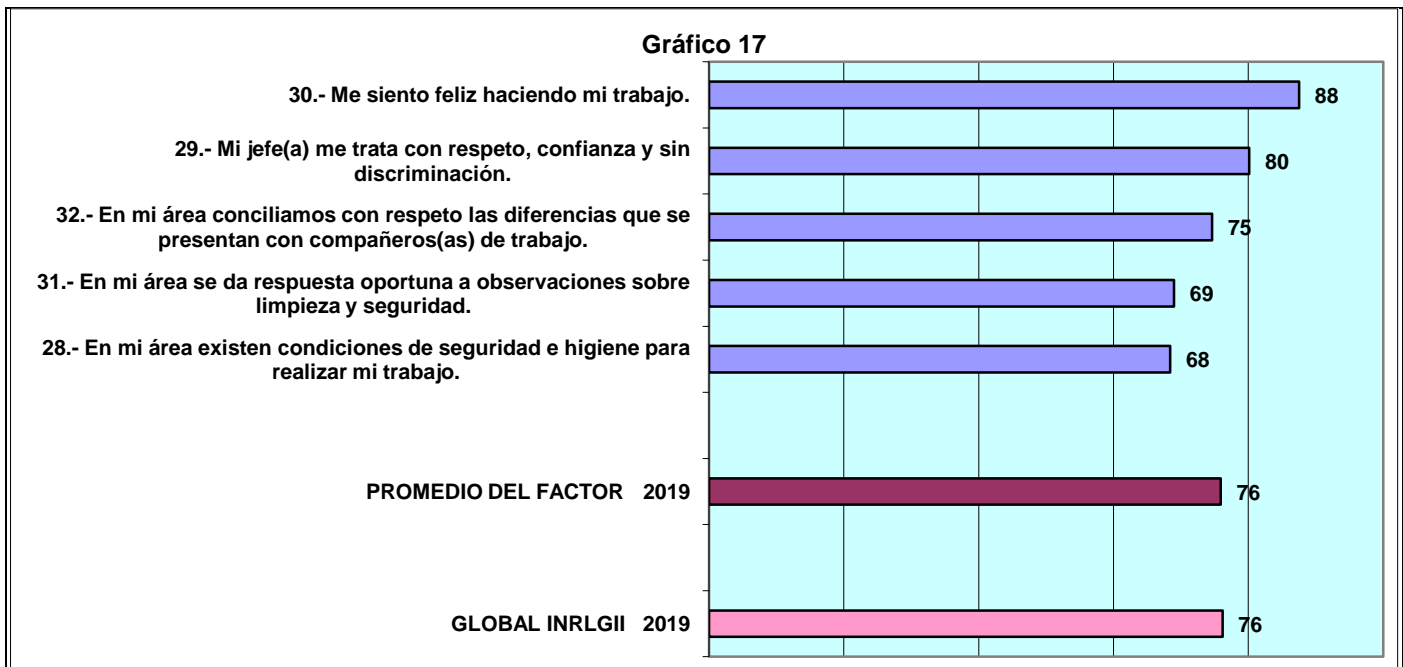 Gráfico 17
30.- Me siento feliz haciendo mi trabajo.
88
29.- Mi jefe(a) me trata con respeto, confianza y sin
discriminación.
80
32.- En mi área conciliamos con respeto las diferencias que se
presentan con compañeros(as) de trabajo.
75
31.- En mi área se da respuesta oportuna a observaciones sobre
limpieza y seguridad.
69
28.- En mi área existen condiciones de seguridad e higiene para
realizar mi trabajo.
68
PROMEDIO DEL FACTOR 2019
76
GLOBAL INRLGII 2019
76